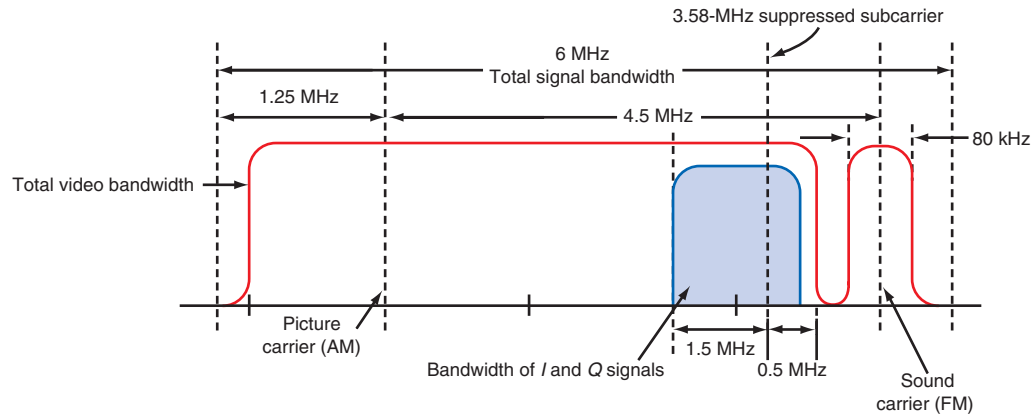 3.58-MHz suppressed subcarrier
6 MHz
Total signal bandwidth
1.25 MHz
4.5 MHz
80 kHz
Total video bandwidth
Picture
carrier (AM)
Bandwidth of I and Q signals
1.5 MHz
0.5 MHz
Sound
carrier (FM)